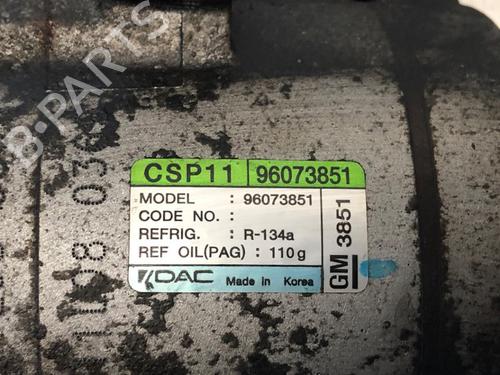 B-PARTS
CSP11 96073851
MODEL : 96073851
CODE NO. :
REFRIG. : R-134a
REF OIL(PAG) : 110g
DAC Made in Korea
GM 3851